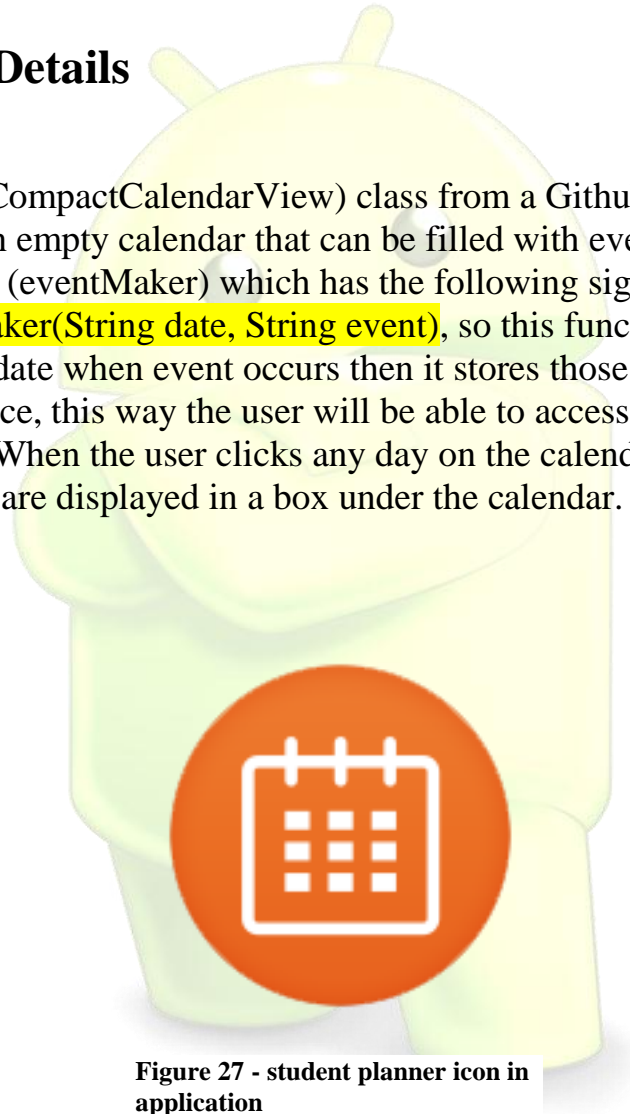 Details
CompactCalendarView) class from a Githu
empty calendar that can be filled with eve
(eventMaker) which has the following sig
aker(String date, String event), so this func
date when event occurs then it stores those
ce, this way the user will be able to access
When the user clicks any day on the calend
are displayed in a box under the calendar.
Figure 27 - student planner icon in
application